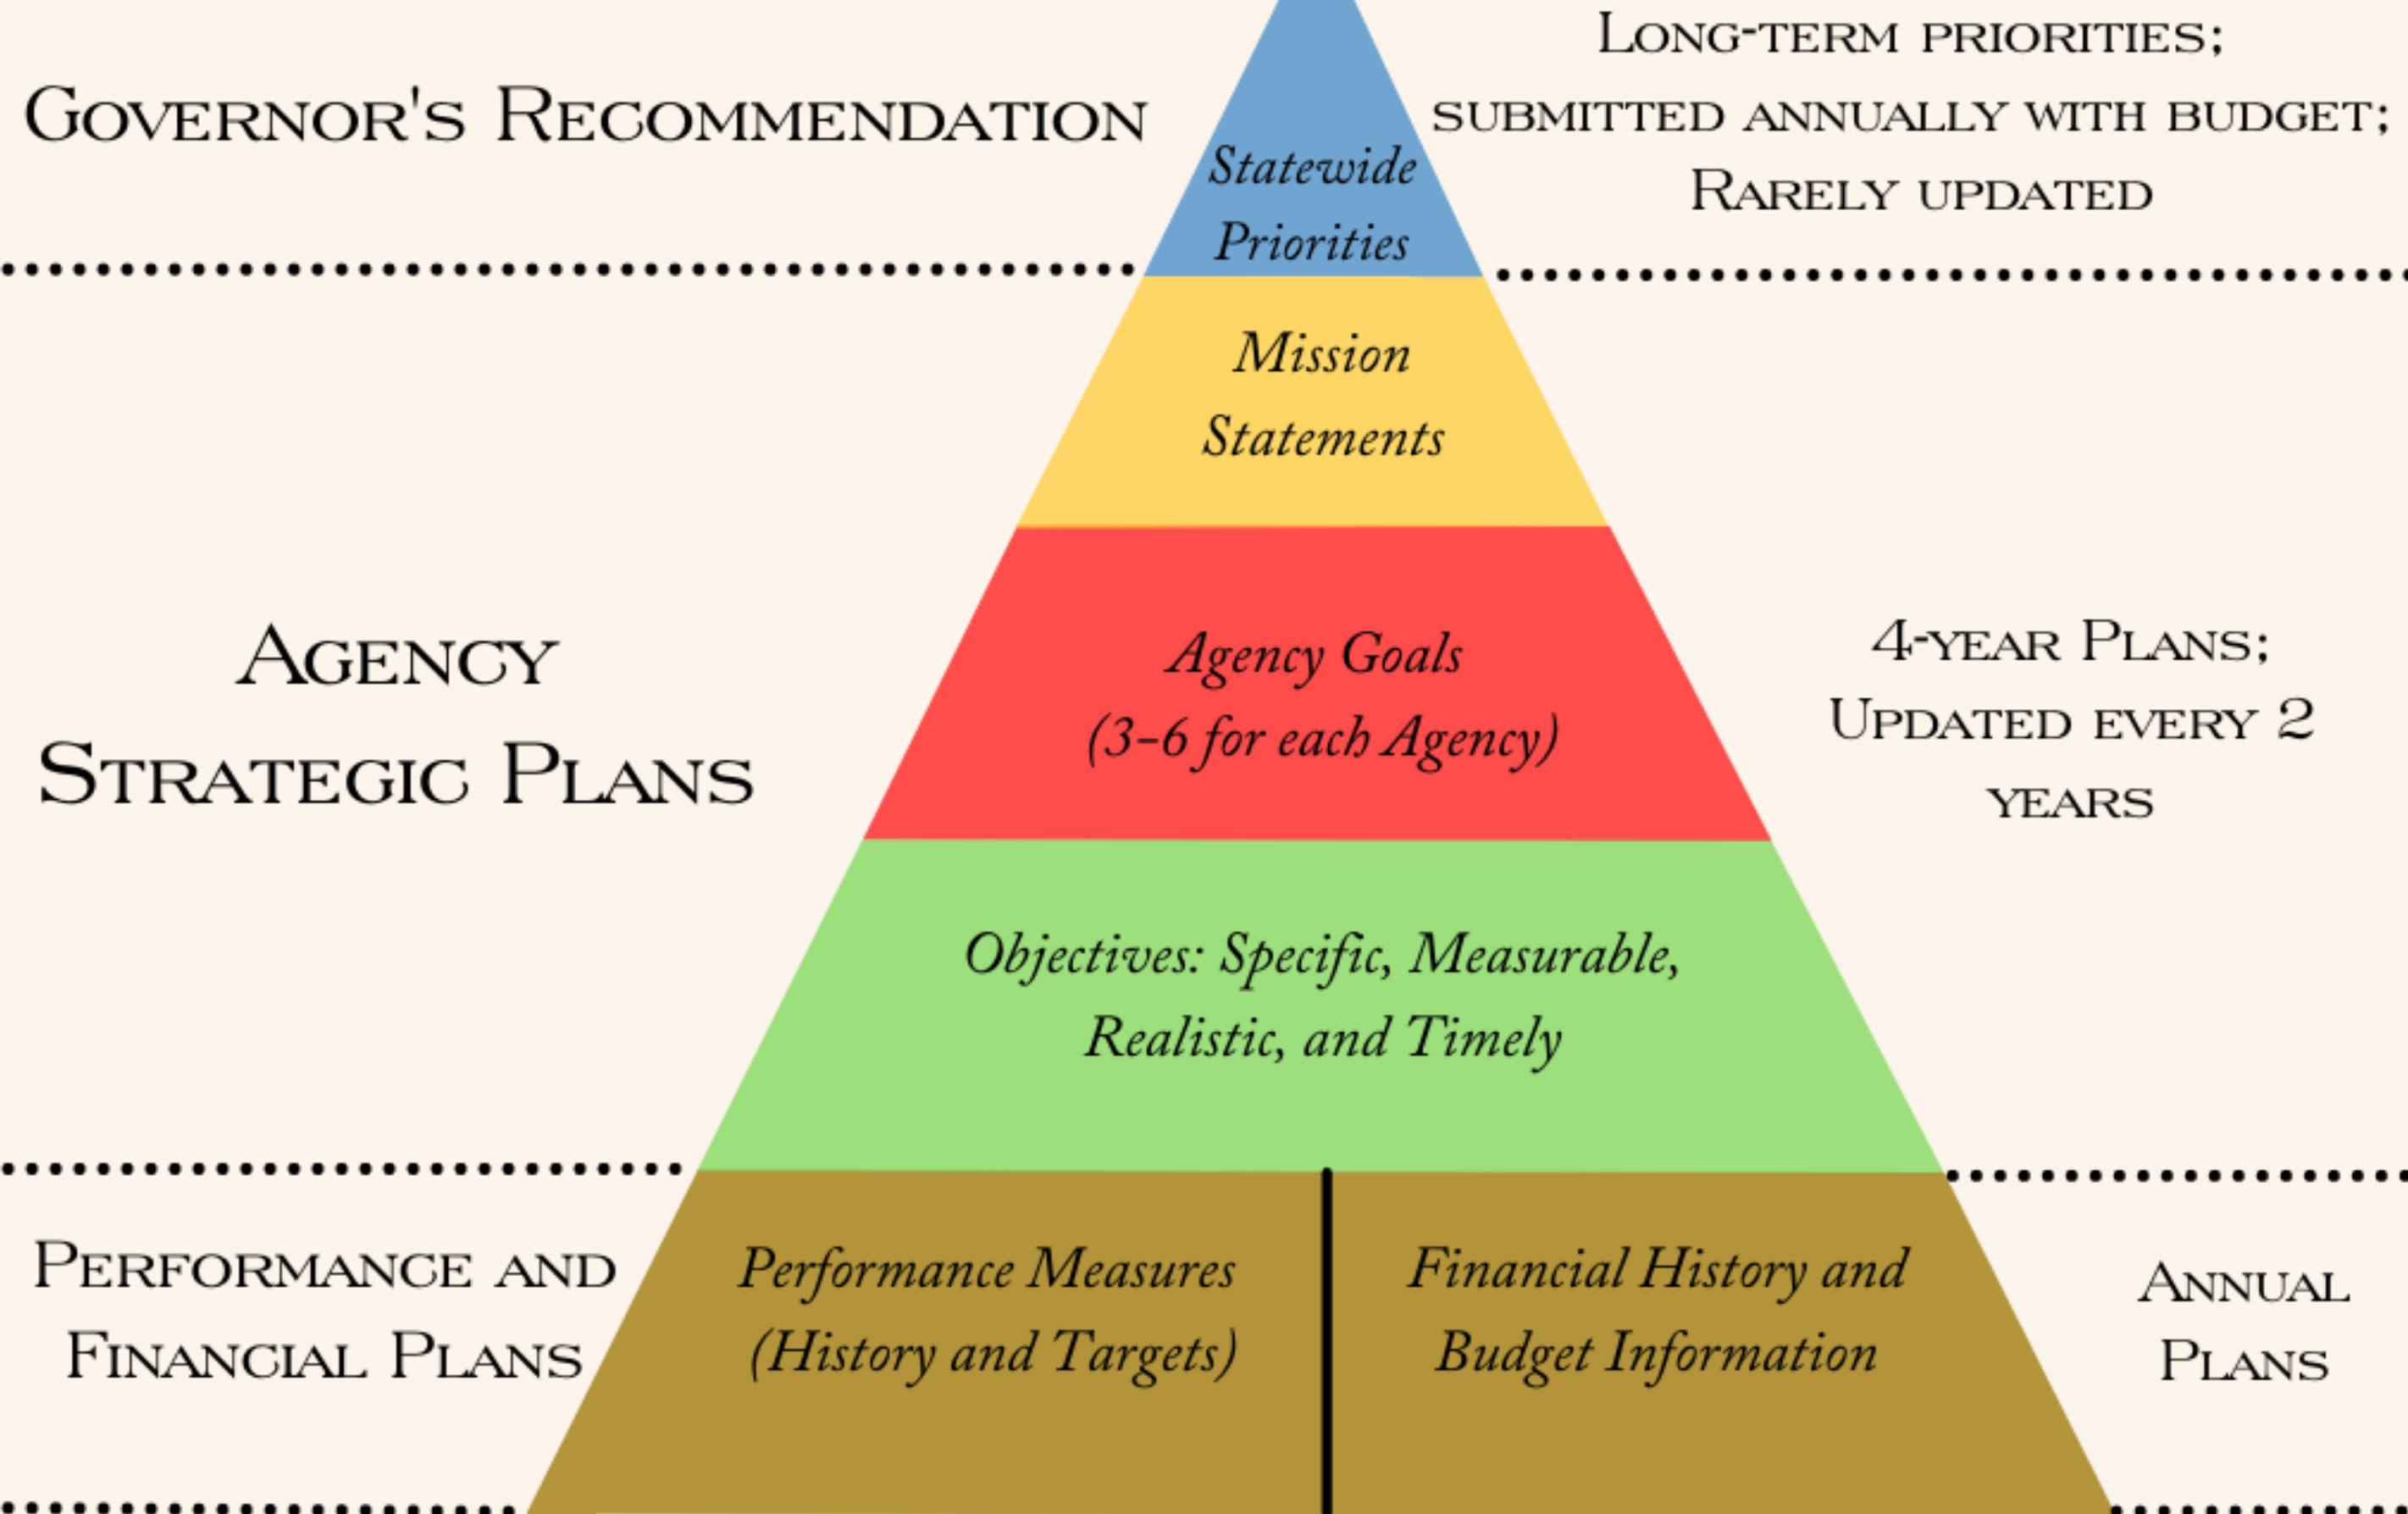 Governor's Recommendation
Long-term priorities;
submitted annually with budget;
Rarely updated
Statewide
Priorities
Mission
Statements
Agency
Strategic Plans
Agency Goals
(3-6 for each Agency)
4-year Plans;
Updated every 2
years
Objectives: Specific, Measurable,
Realistic, and Timely
Performance and
Financial Plans
Performance Measures
(History and Targets)
Financial History and
Budget Information
Annual
Plans